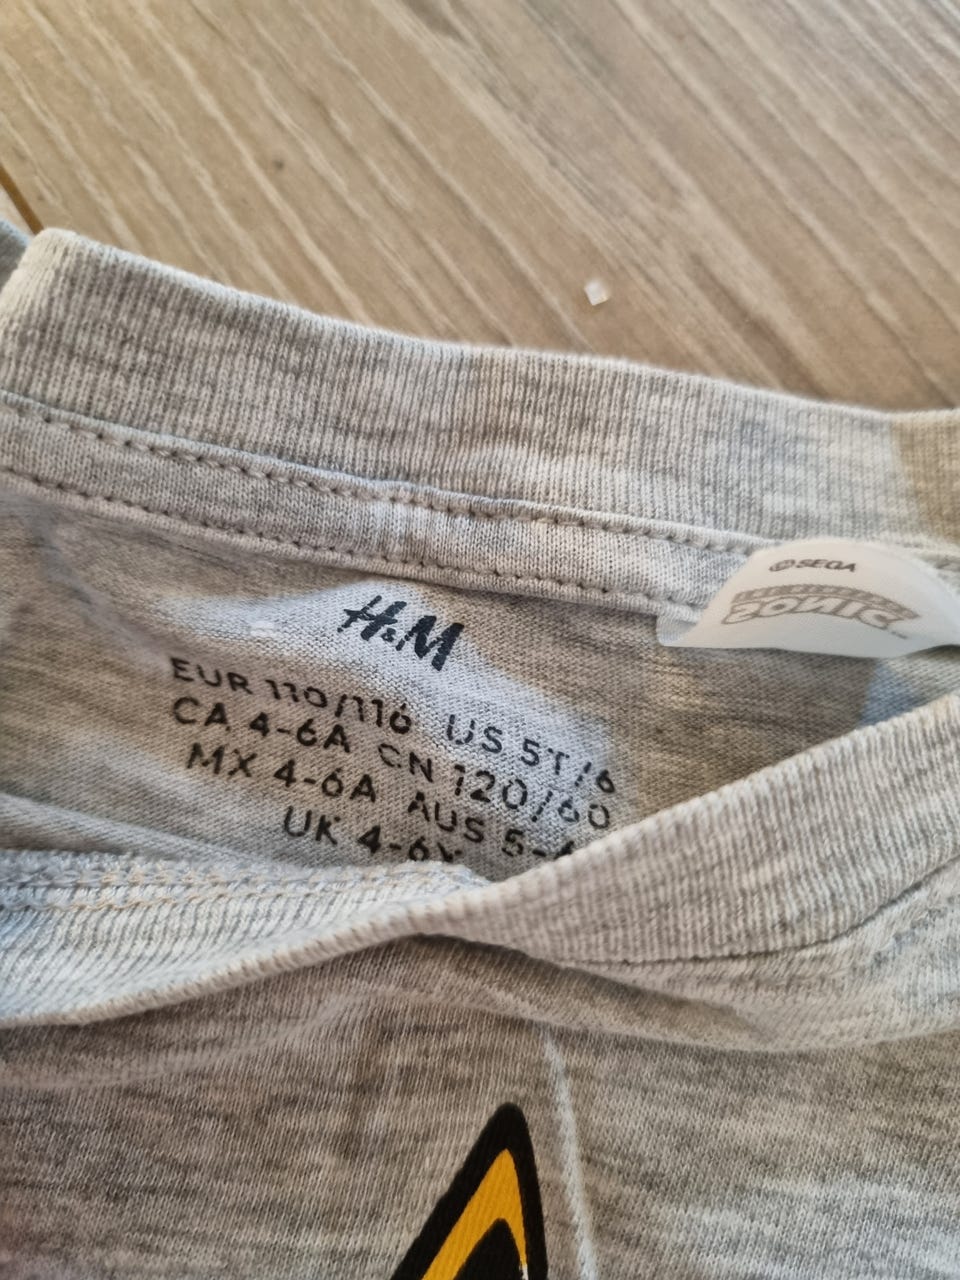 ©SEGA
SONIC
H&M
EUR 110/116 US 5T/6
CA 4-6A CN 120/60
MX 4-6A AUS 5-6
UK 4-6Y